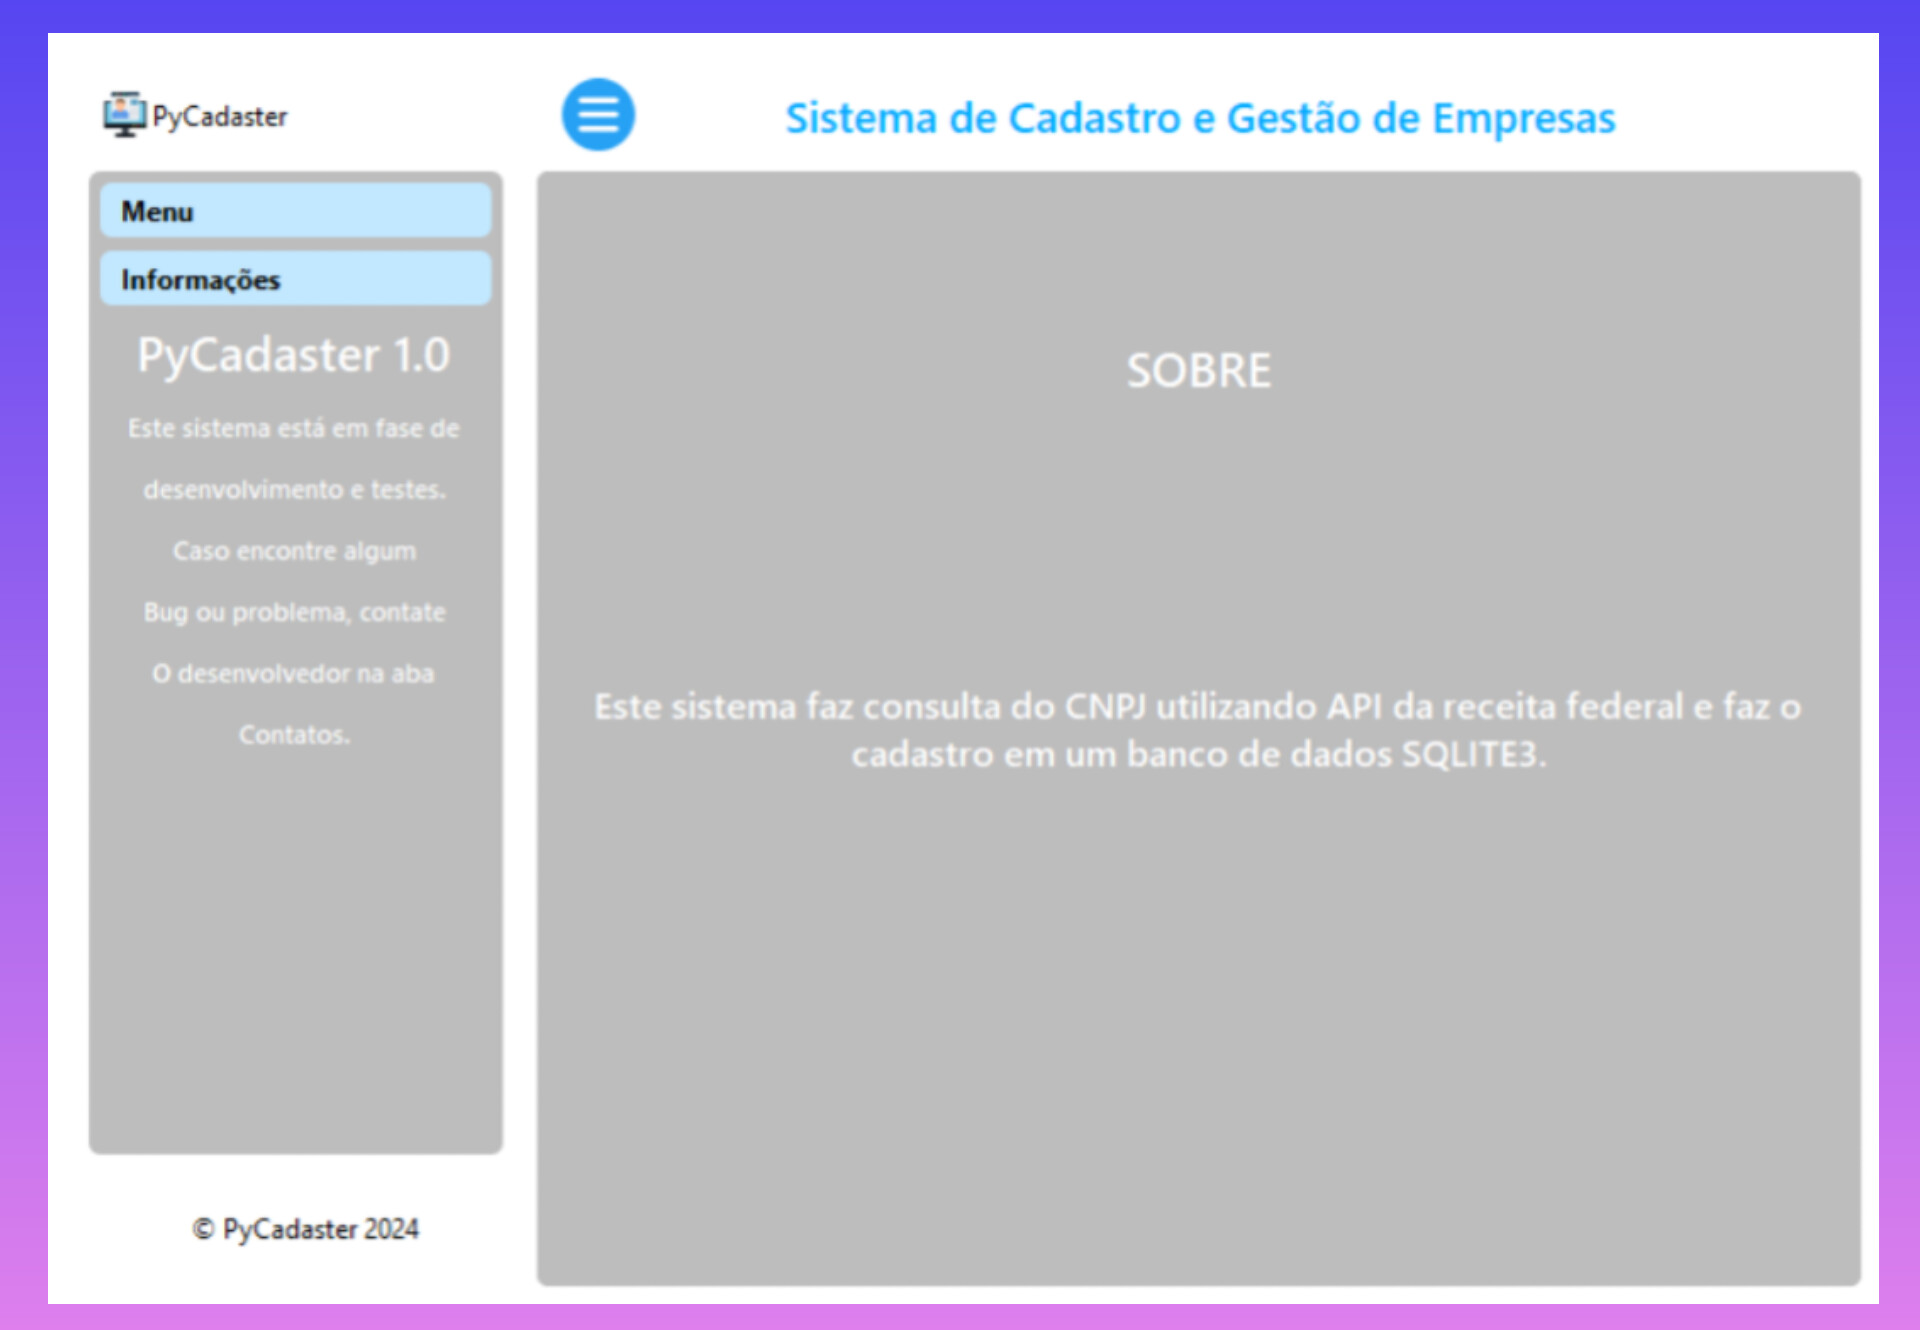 PyCadaster
Sistema de Cadastro e Gestão de Empresas
Menu
Informações
PyCadaster 1.0
Este sistema está em fase de
desenvolvimento e testes.
Caso encontre algum
Bug ou problema, contate
O desenvolvedor na aba
Contatos.
© PyCadaster 2024
SOBRE
Este sistema faz consulta do CNPJ utilizando API da receita federal e faz o
cadastro em um banco de dados SQLITE3.